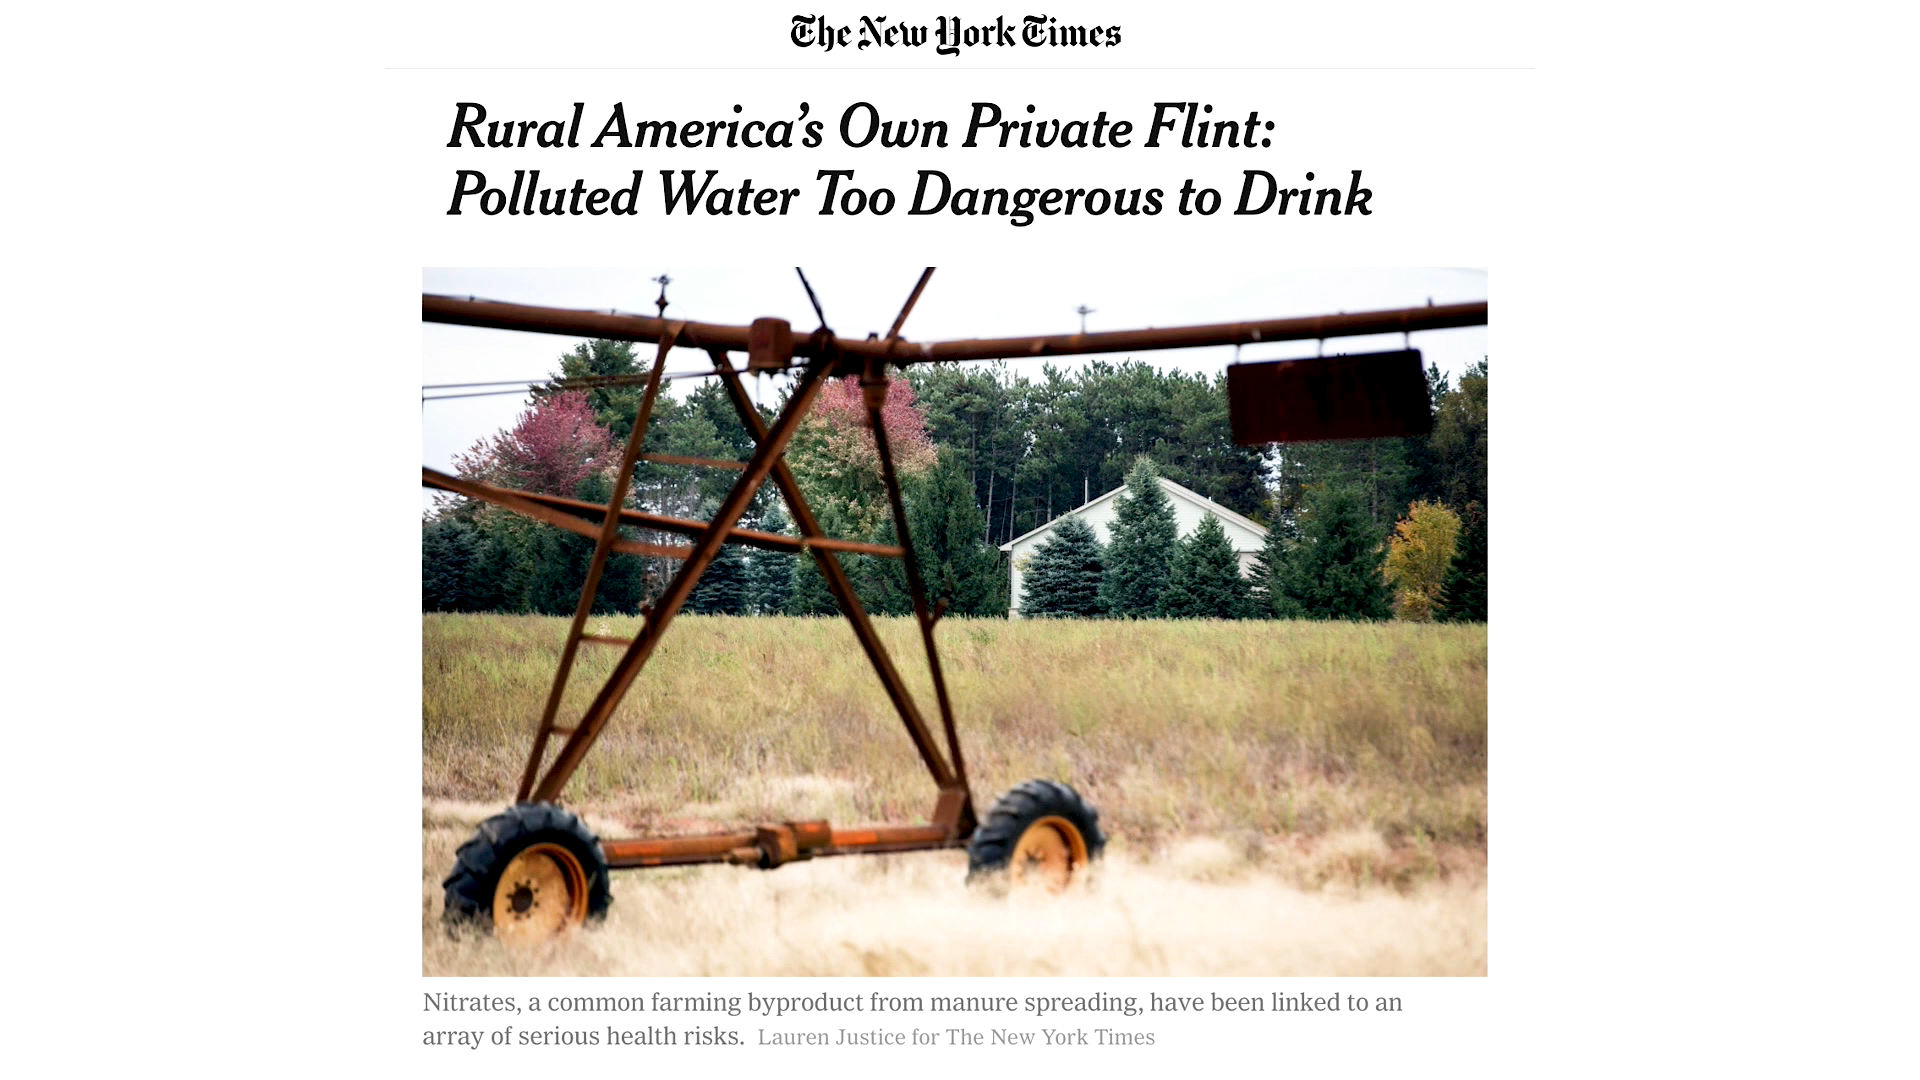 The New York Times
Rural America’s Own Private Flint:
Polluted Water Too Dangerous to Drink
Nitrates, a common farming byproduct from manure spreading, have been linked to an
array of serious health risks. Lauren Justice for The New York Times